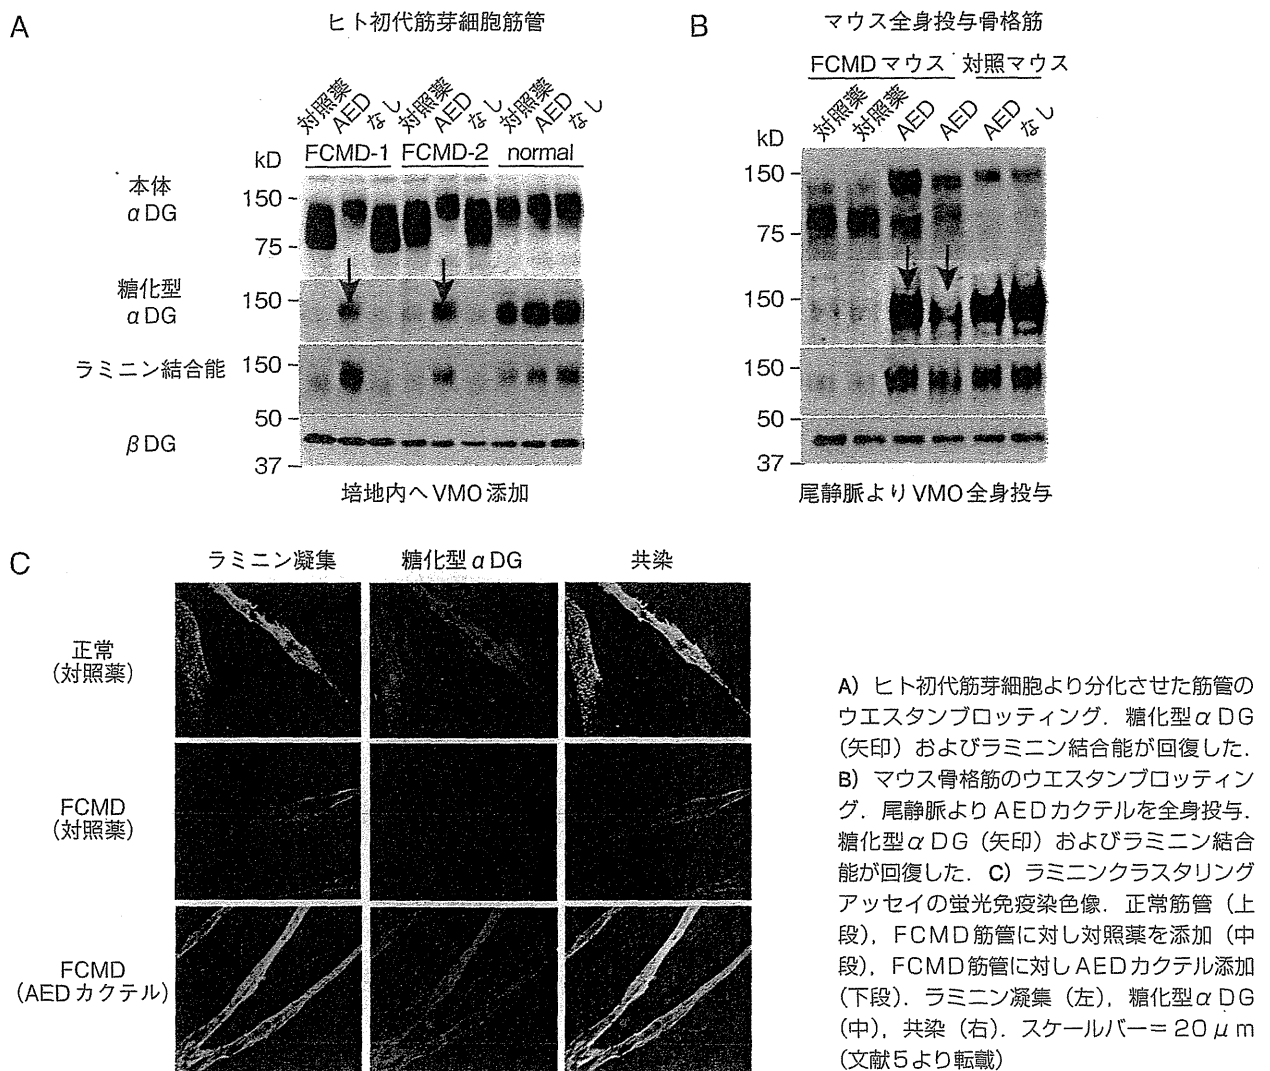 A
ヒト初代筋芽細胞筋管
対照薬 AED なし 対照薬 AED なし 対照薬 AED なし
kD FCMD-1 FCMD-2 normal
本体
αDG
150
75
糖化型
αDG
150
ラミニン結合能 150
50
βDG
37
培地内へVMO添加
B
マウス全身投与骨格筋
FCMDマウス 対照マウス
対照薬 対照薬 AED AED AED なし
kD
150
75
150
150
50
37
尾静脈よりVMO全身投与
C
ラミニン凝集 糖化型αDG 共染
正常
(対照薬)
FCMD
(対照薬)
FCMD
(AEDカクテル)
A)ヒト初代筋芽細胞より分化させた筋管の
ウエスタンブロッティング.糖化型αDG
(矢印)およびラミニン結合能が回復した.
B)マウス骨格筋のウエスタンブロッティン
グ.尾静脈よりAEDカクテルを全身投与.
糖化型αDG(矢印)およびラミニン結合
能が回復した.C)ラミニンクラスタリング
アッセイの蛍光免疫染色像.正常筋管(上
段),FCMD筋管に対し対照薬を添加(中
段),FCMD筋管に対しAEDカクテル添加
(下段).ラミニン凝集(左),糖化型αDG
(中),共染(右).スケールバー=20μm
(文献5より転載)